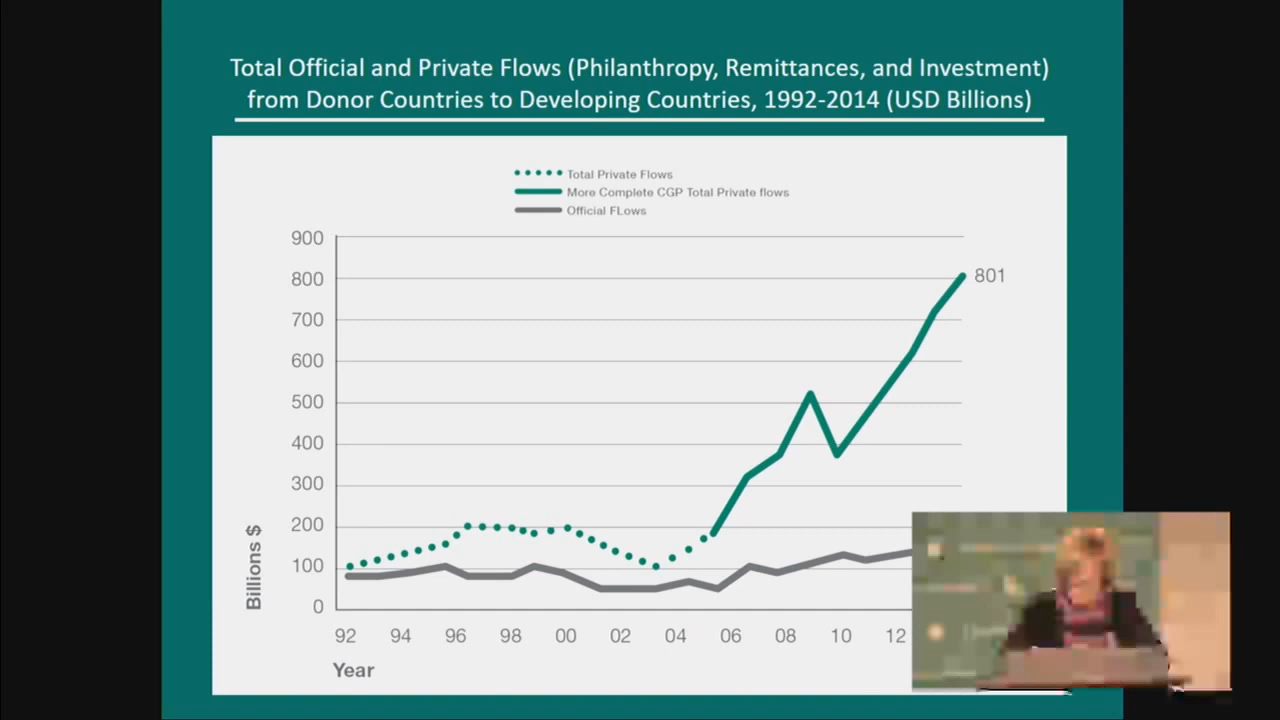 Total Official and Private Flows (Philanthropy, Remittances, and Investment)
from Donor Countries to Developing Countries, 1992-2014 (USD Billions)
Total Private Flows
More Complete CGP Total Private flows
Official FLows
900
800
801
700
600
500
400
300
200
100
0
Billions $
92 94 96 98 00 02 04 06 08 10 12
Year